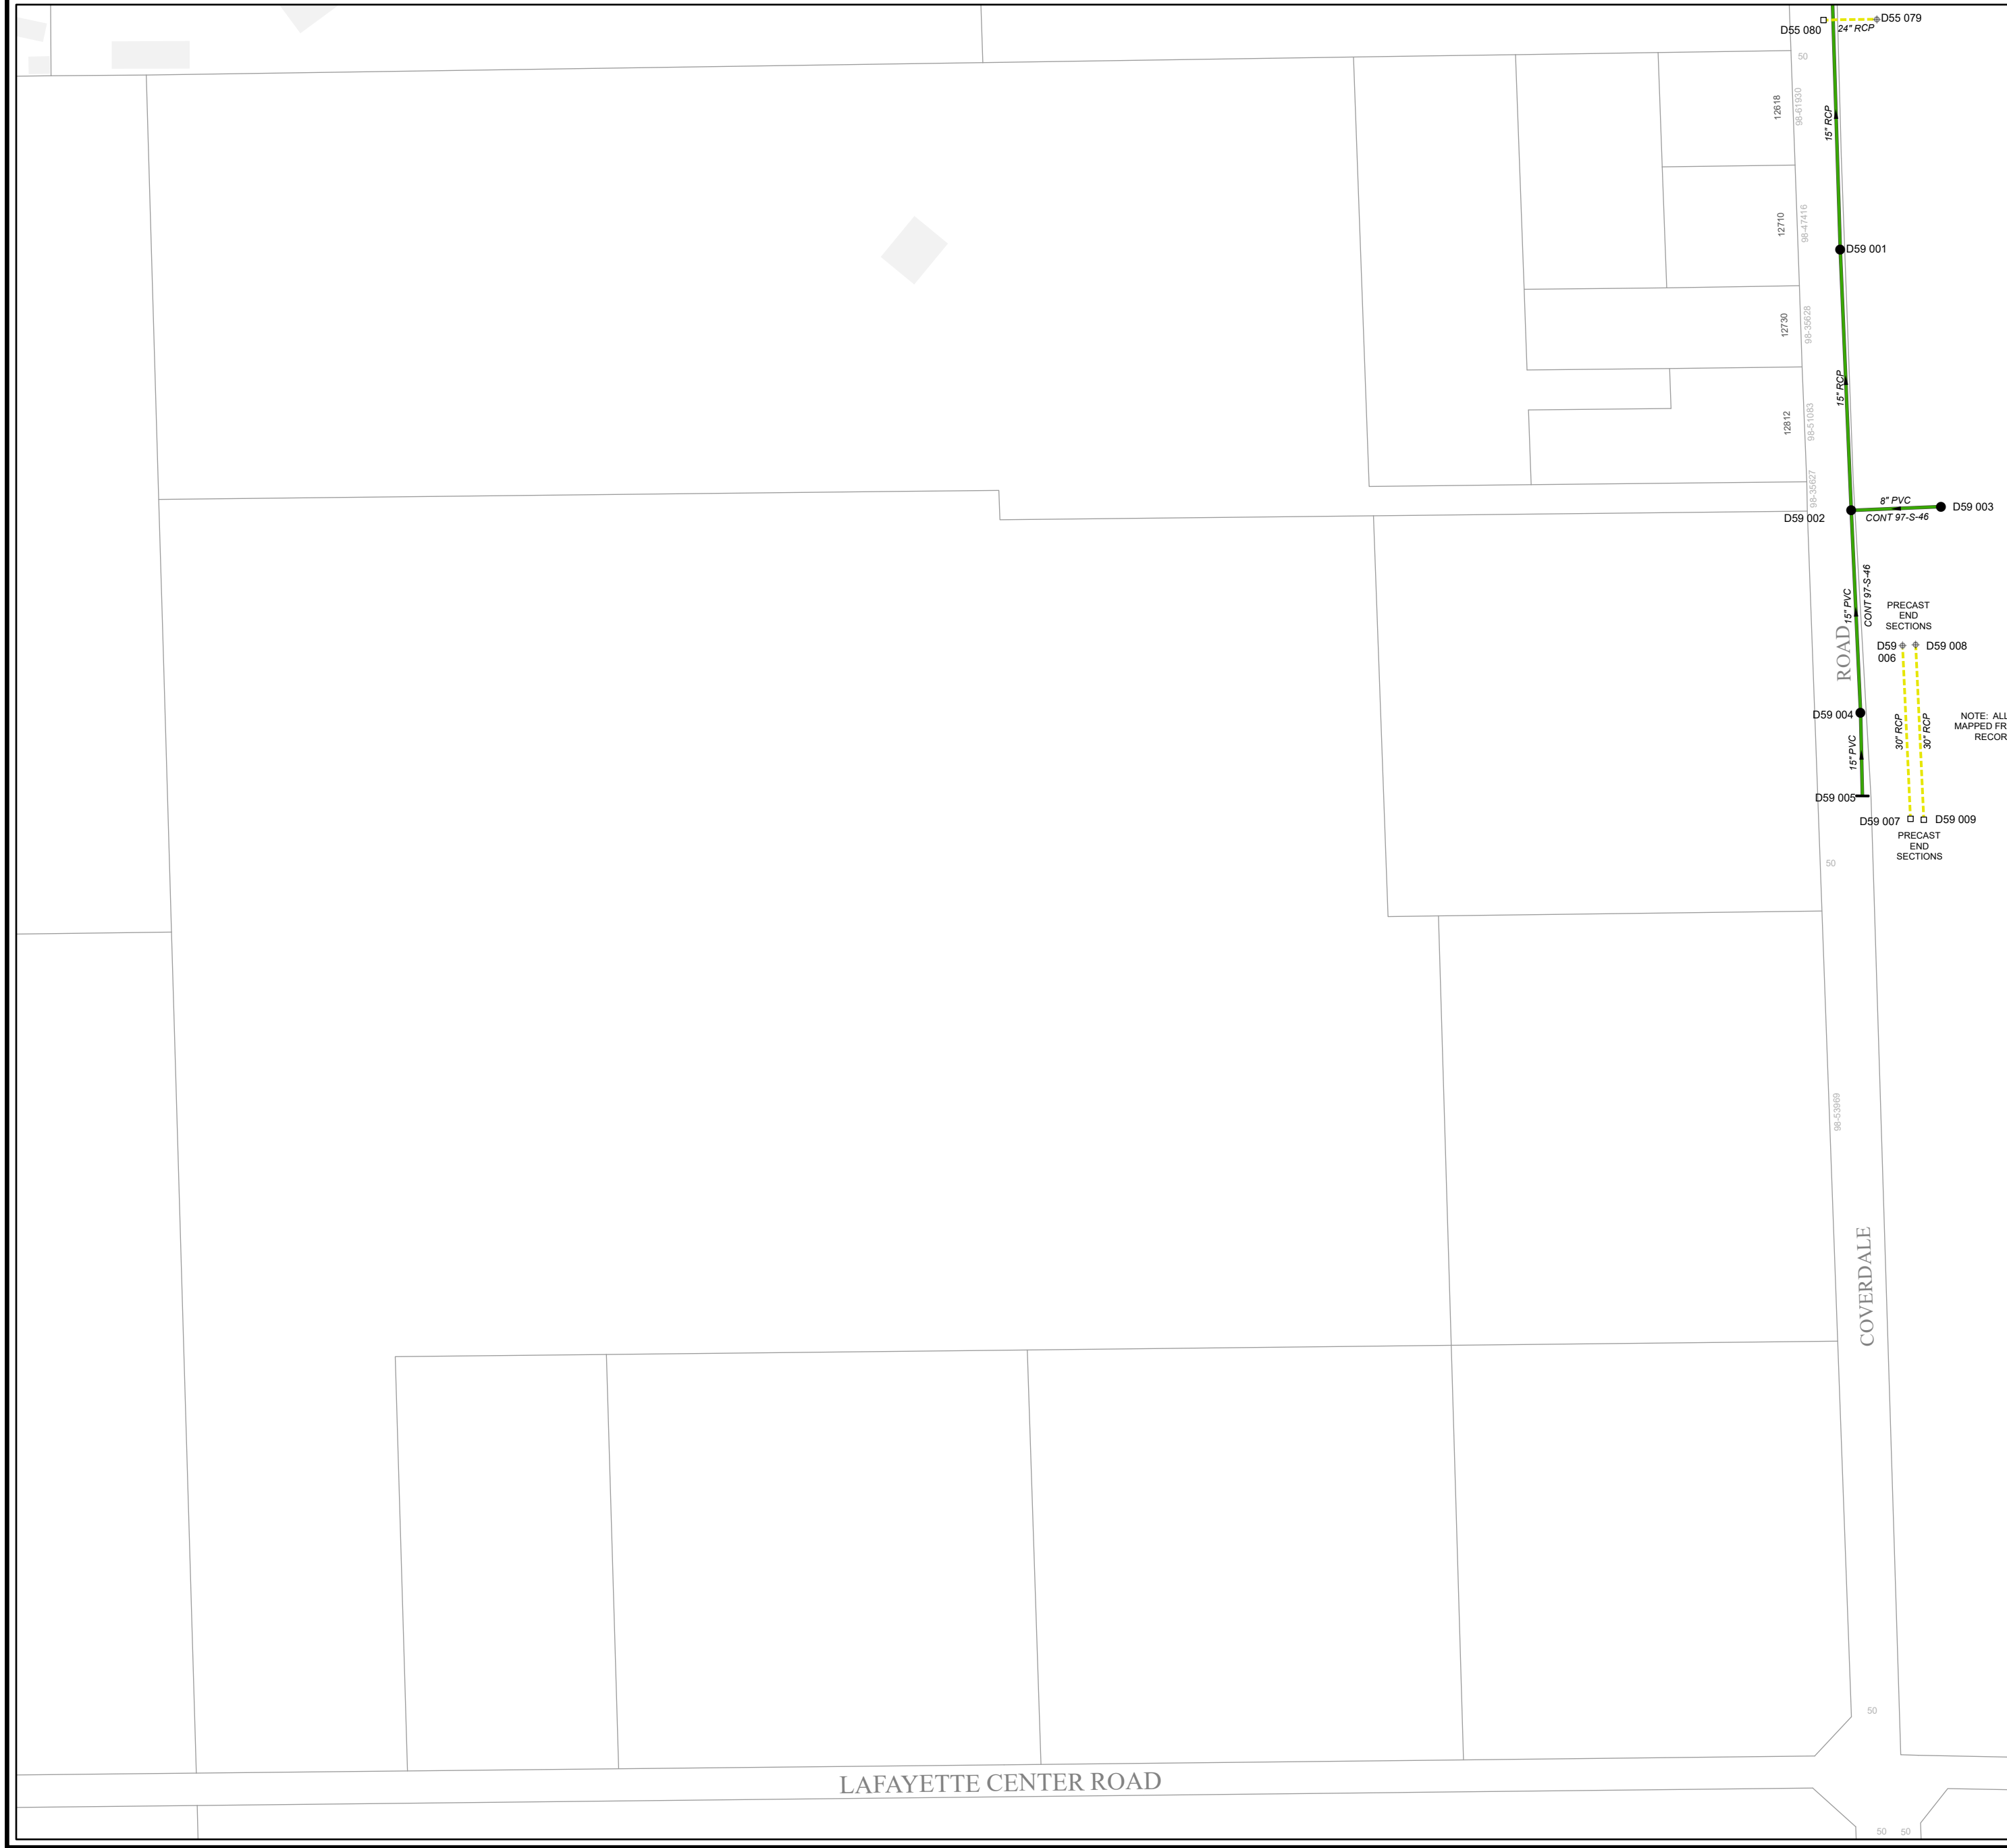 D55 079
D55 080
24" RCP
50
12618
98-61930
15" RCP
12710
98-47416
D59 001
12730
98-35628
15" RCP
12812
98-51083
98-35627
8" PVC
D59 003
CONT 97-S-46
D59 002
15" PVC
CONT 97-S-46
PRECAST
END
SECTIONS
ROAD
D59
006
D59 008
D59 004
30" RCP
30" RCP
NOTE: ALL
MAPPED FR
RECOR
15" PVC
D59 005
D59 007
D59 009
PRECAST
END
SECTIONS
50
98-53969
COVERDALE
50
LAFAYETTE CENTER ROAD
50
50